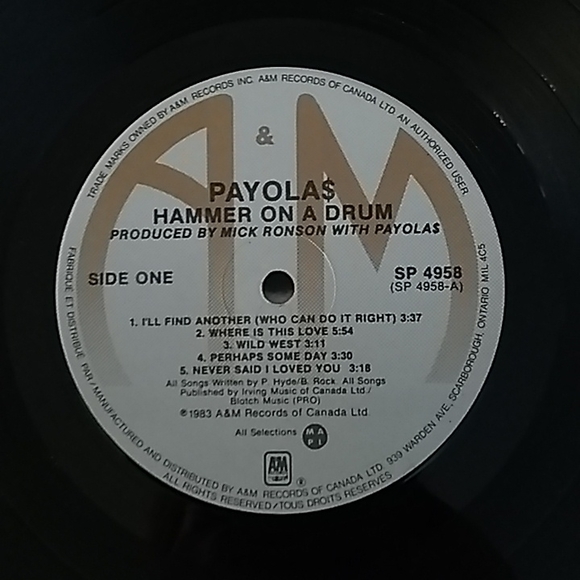 TRADE MARKS OWNED BY A&M RECORDS INC. A&M RECORDS OF CANADA LTD. AN AUTHORIZED USER.
A & M
PAYOLA$
HAMMER ON A DRUM
PRODUCED BY MICK RONSON WITH PAYOLA$
SIDE ONE
SP 4958
(SP 4958-A)
1. I'LL FIND ANOTHER (WHO CAN DO IT RIGHT) 3:37
2. WHERE IS THIS LOVE 5:54
3. WILD WEST 3:11
4. PERHAPS SOME DAY 3:30
5. NEVER SAID I LOVED YOU 3:18
All Songs Written by P. Hyde/B. Rock. All Songs
Published by Irving Music of Canada Ltd./
Blotch Music (PRO)
℗1983 A&M Records of Canada Ltd.
All Selections MAPL
A&M
RECORDS
®
FABRIQUÉ ET DISTRIBUÉ PAR/MANUFACTURED AND DISTRIBUTED BY A&M RECORDS OF CANADA LTD. 939 WARDEN AVE, SCARBOROUGH, ONTARIO M1L 4C5
ALL RIGHTS RESERVED/TOUS DROITS RESERVES